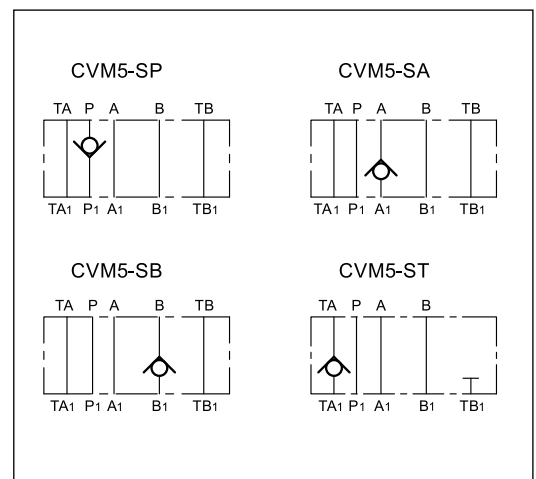 CVM5-SP
TA P A B TB
TA1 P1 A1 B1 TB1
CVM5-SA
TA P A B TB
TA1 P1 A1 B1 TB1
CVM5-SB
TA P A B TB
TA1 P1 A1 B1 TB1
CVM5-ST
TA P A B
TA1 P1 A1 B1 TB1